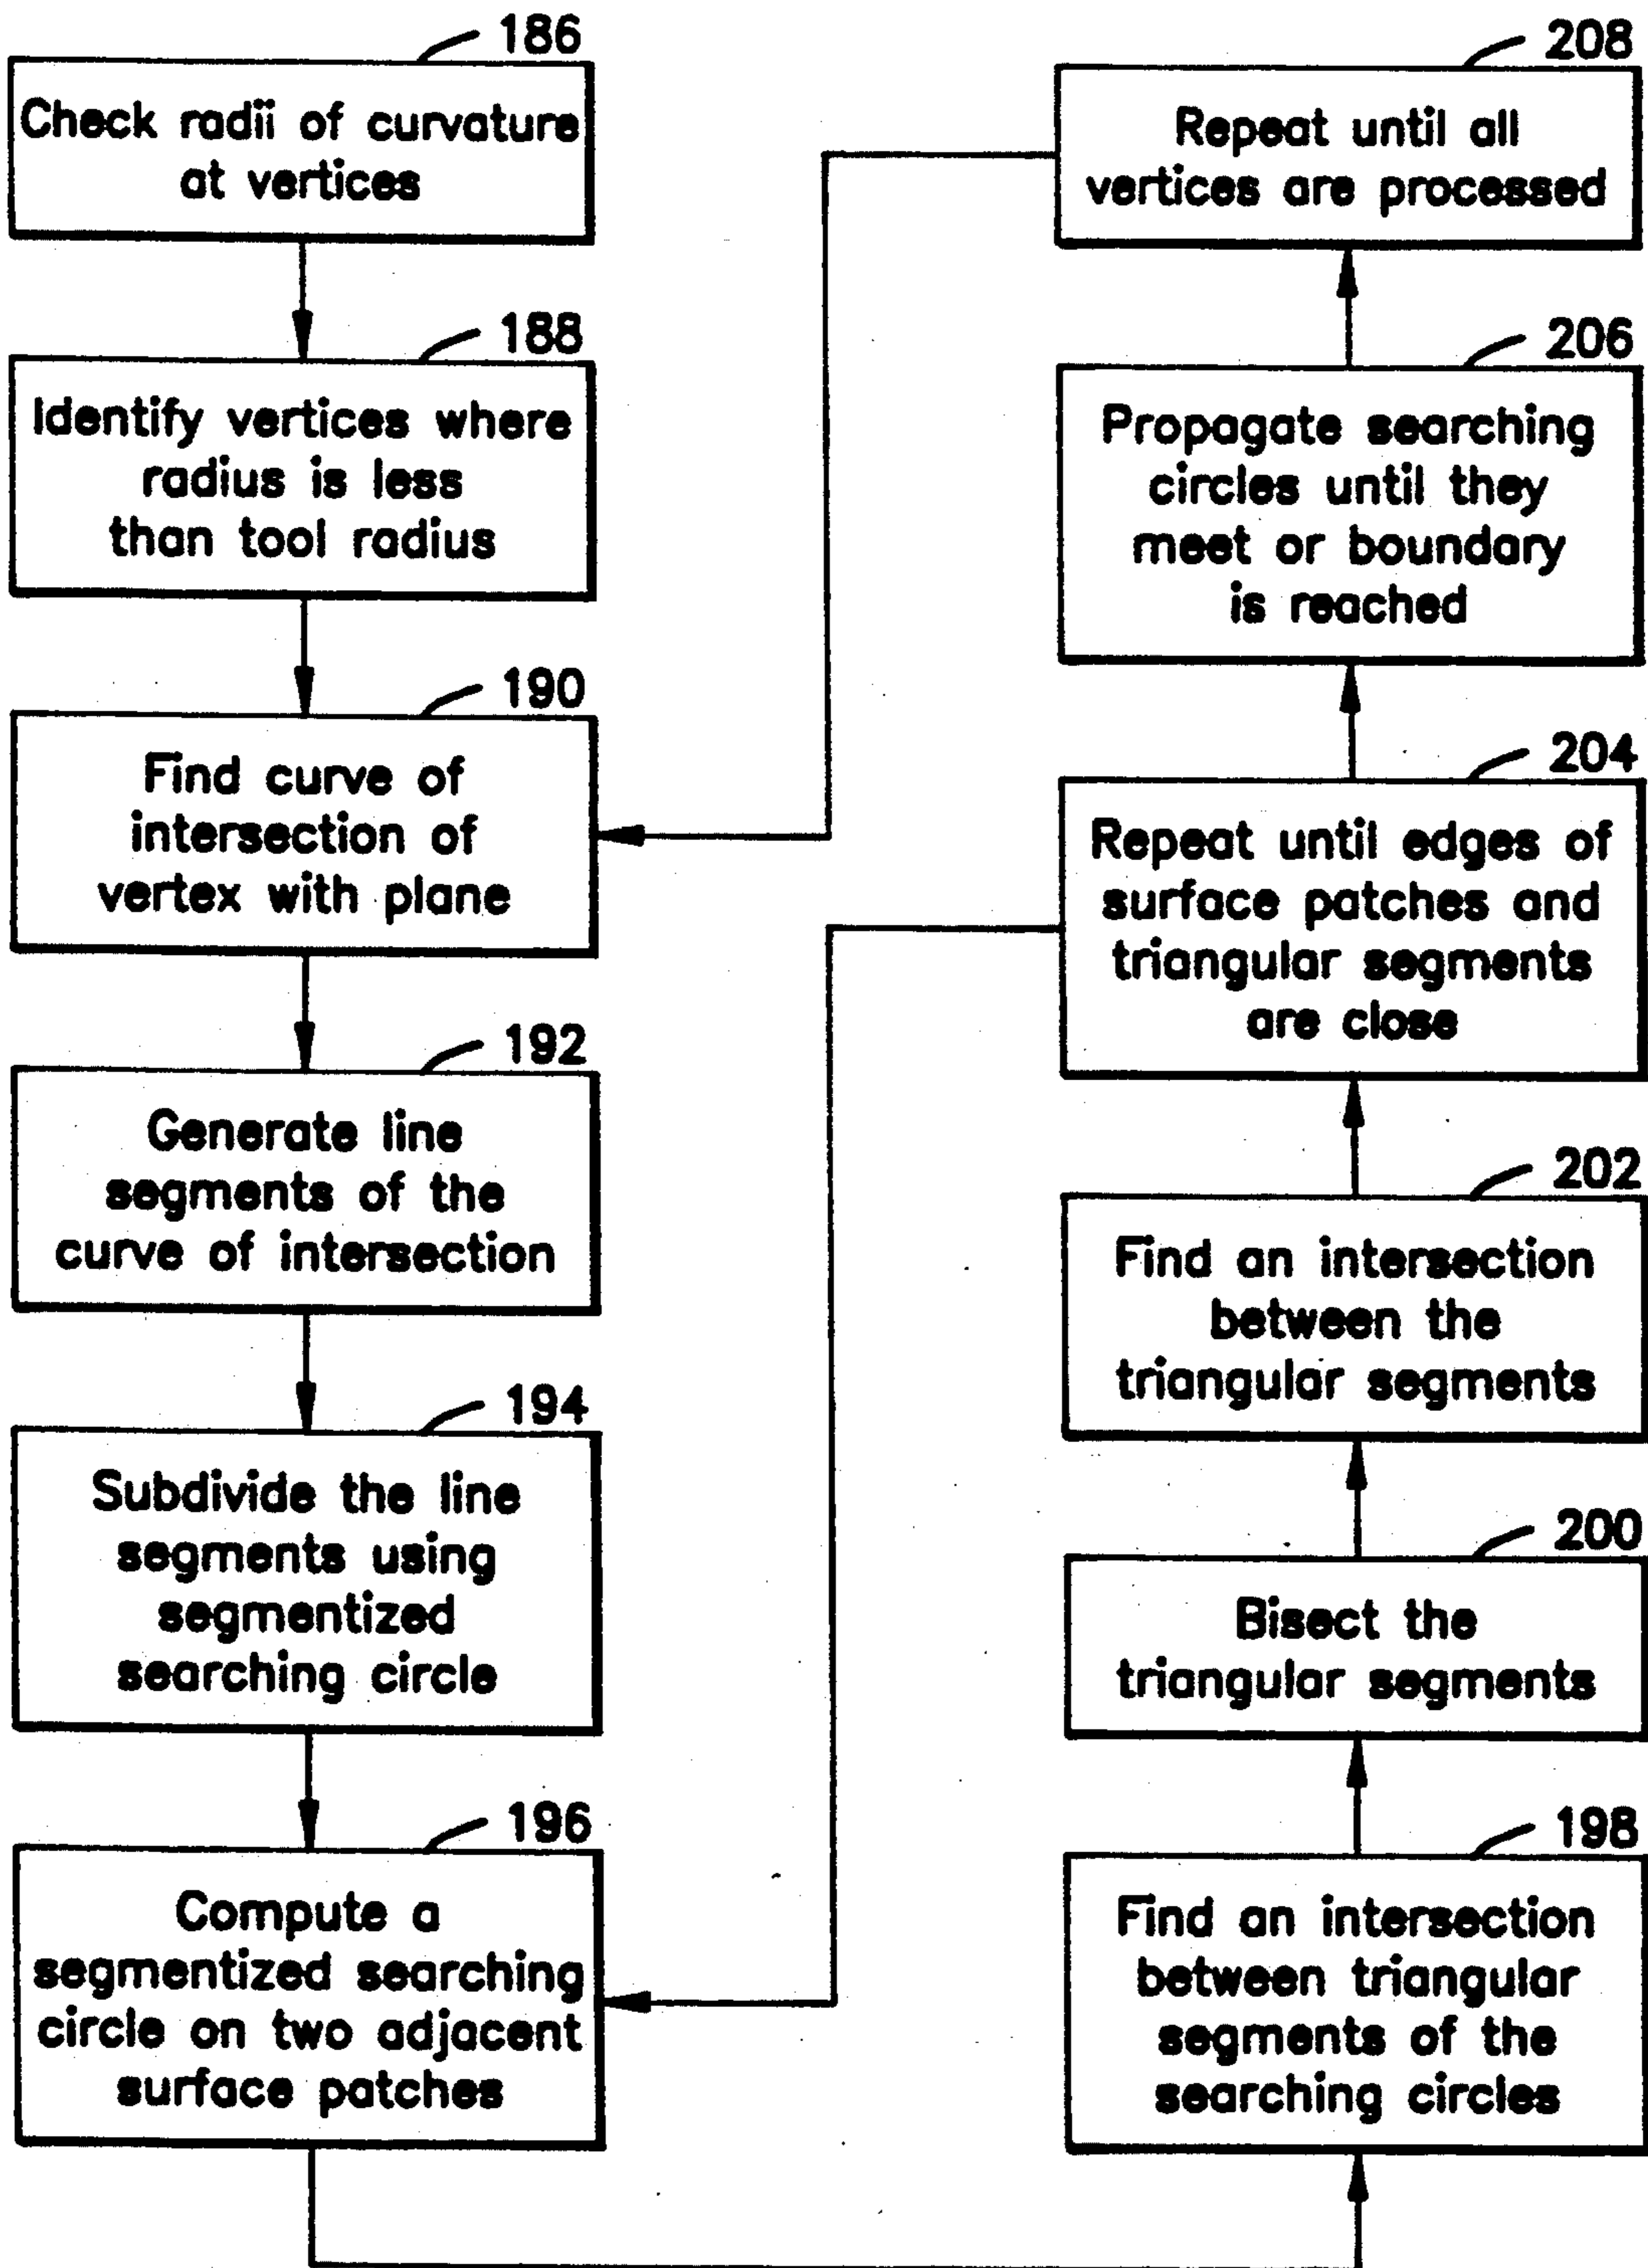 186
Check radii of curvature
at vertices
188
Identify vertices where
radius is less
than tool radius
190
Find curve of
intersection of
vertex with plane
192
Generate line
segments of the
curve of intersection
194
Subdivide the line
segments using
segmentized
searching circle
196
Compute a
segmentized searching
circle on two adjacent
surface patches
198
Find an intersection
between triangular
segments of the
searching circles
200
Bisect the
triangular segments
202
Find an intersection
between the
triangular segments
204
Repeat until edges of
surface patches and
triangular segments
are close
206
Propagate searching
circles until they
meet or boundary
is reached
208
Repeat until all
vertices are processed